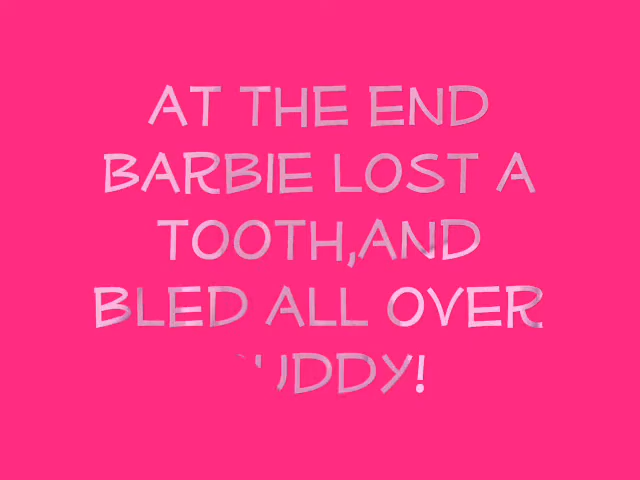 AT THE END
BARBIE LOST A
TOOTH,AND
BLED ALL OVER